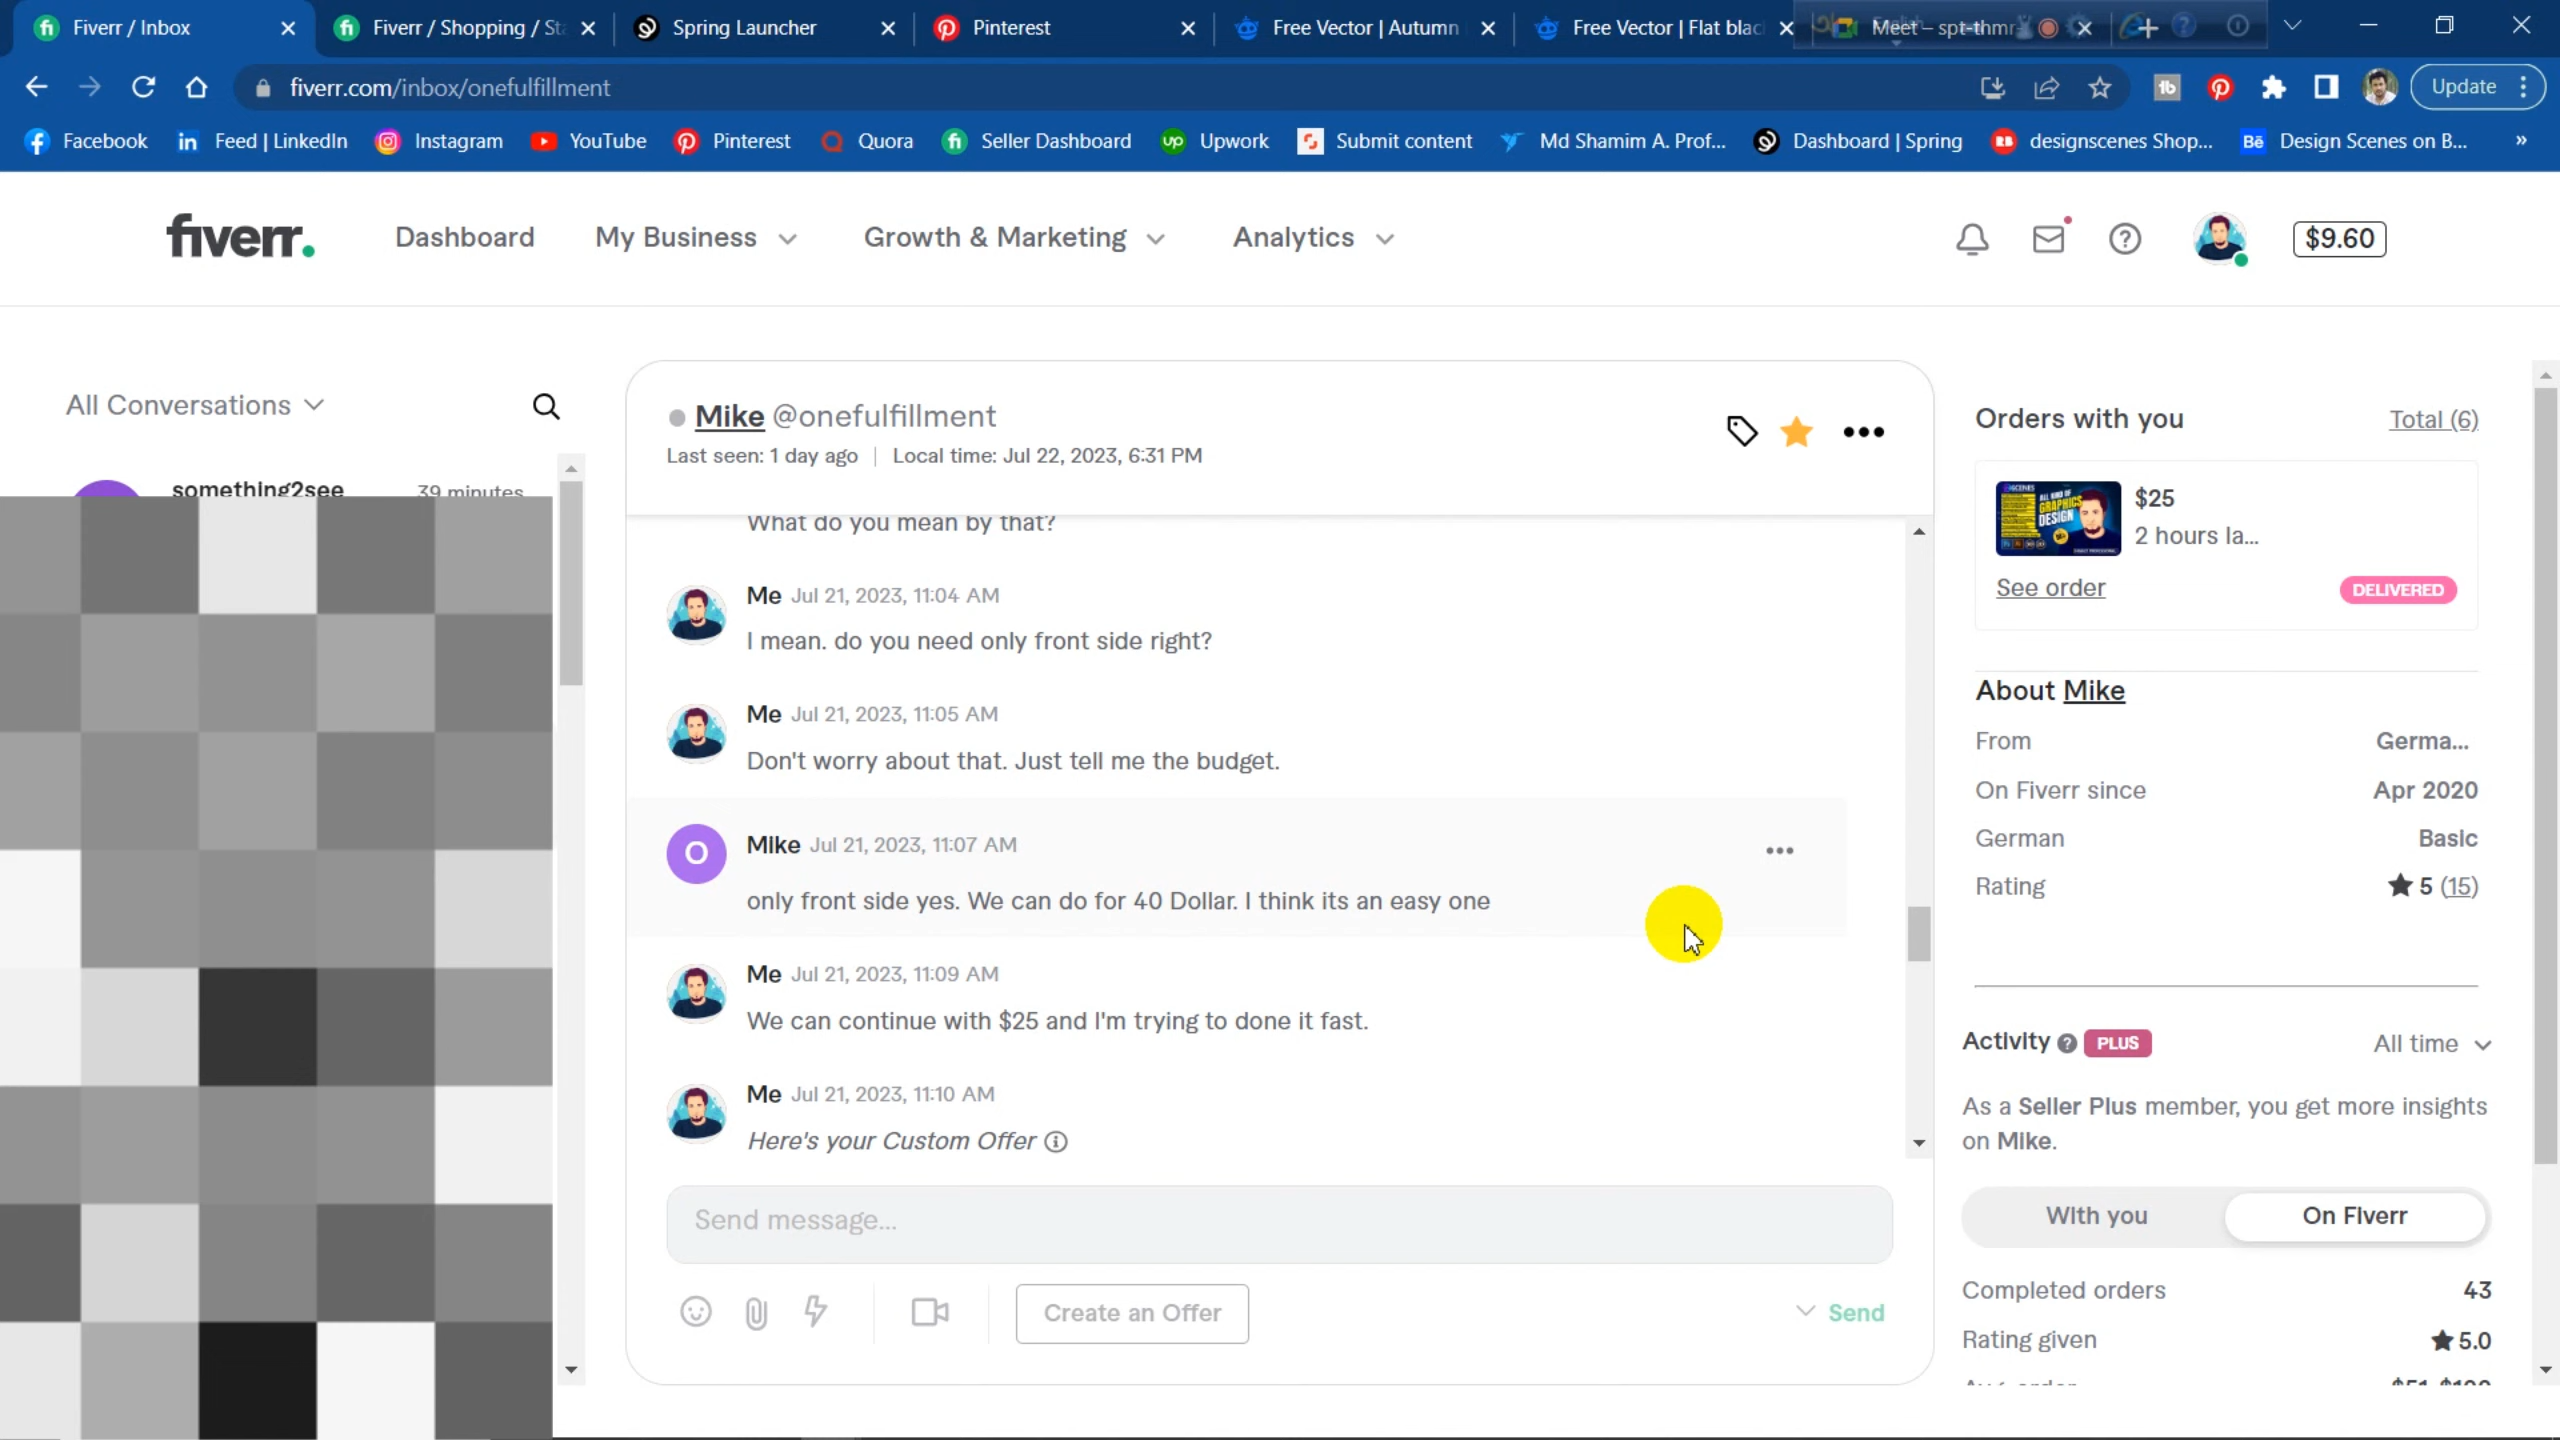 Fiverr / Inbox
Fiverr / Shopping / Sta
Spring Launcher
Pinterest
Free Vector | Autumn
Free Vector | Flat blac
Meet – spt-thmr
fiverr.com/inbox/onefulfillment
Update
Facebook
Feed | LinkedIn
Instagram
YouTube
Pinterest
Quora
Seller Dashboard
Upwork
Submit content
Md Shamim A. Prof...
Dashboard | Spring
designscenes Shop...
Design Scenes on B...
»
fiverr.
Dashboard
My Business
Growth & Marketing
Analytics
$9.60
All Conversations
something2see
39 minutes
Mike @onefulfillment
Last seen: 1 day ago | Local time: Jul 22, 2023, 6:31 PM
What do you mean by that?
Me Jul 21, 2023, 11:04 AM
I mean. do you need only front side right?
Me Jul 21, 2023, 11:05 AM
Don't worry about that. Just tell me the budget.
O
Mike Jul 21, 2023, 11:07 AM
only front side yes. We can do for 40 Dollar. I think its an easy one
Me Jul 21, 2023, 11:09 AM
We can continue with $25 and I'm trying to done it fast.
Me Jul 21, 2023, 11:10 AM
Here's your Custom Offer
Send message...
Create an Offer
Send
Orders with you
Total (6)
ALL KIND OF
GRAPHICS
DESIGN
$25
2 hours la...
See order
DELIVERED
About Mike
From
Germa...
On Fiverr since
Apr 2020
German
Basic
Rating
5 (15)
Activity
PLUS
All time
As a Seller Plus member, you get more insights
on Mike.
With you
On Fiverr
Completed orders
43
Rating given
5.0